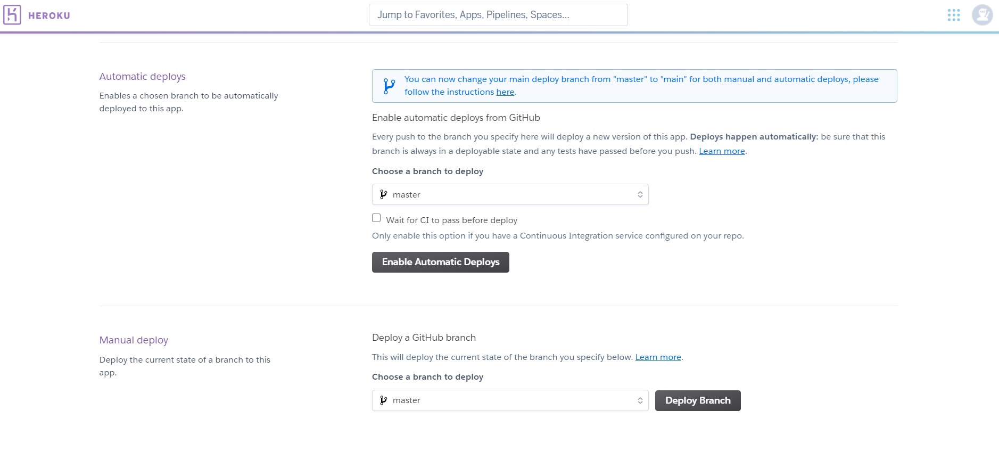 HEROKU
Jump to Favorites, Apps, Pipelines, Spaces...
Automatic deploys
Enables a chosen branch to be automatically
deployed to this app.
You can now change your main deploy branch from "master" to "main" for both manual and automatic deploys, please
follow the instructions here.
Enable automatic deploys from GitHub
Every push to the branch you specify here will deploy a new version of this app. Deploys happen automatically: be sure that this
branch is always in a deployable state and any tests have passed before you push. Learn more.
Choose a branch to deploy
master
Wait for CI to pass before deploy
Only enable this option if you have a Continuous Integration service configured on your repo.
Enable Automatic Deploys
Manual deploy
Deploy the current state of a branch to this
app.
Deploy a GitHub branch
This will deploy the current state of the branch you specify below. Learn more.
Choose a branch to deploy
master
Deploy Branch